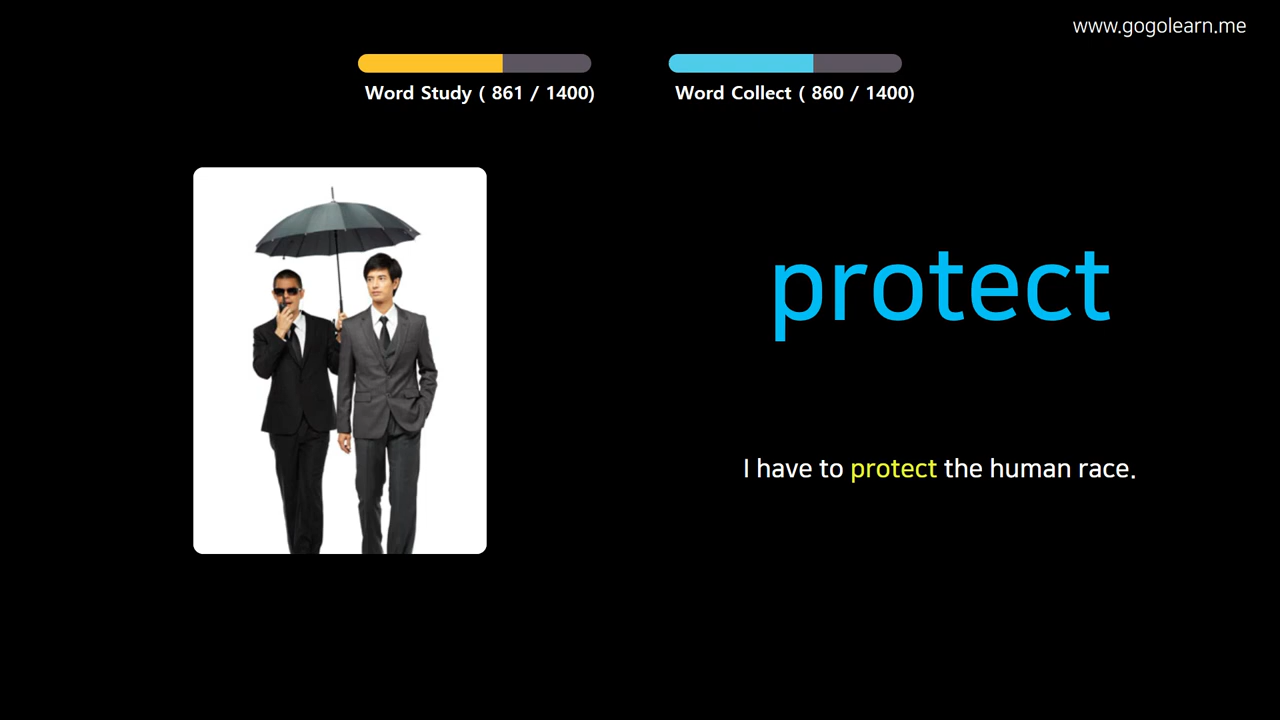 www.gogolearn.me
Word Study ( 861 / 1400)
Word Collect ( 860 / 1400)
protect
I have to protect the human race.